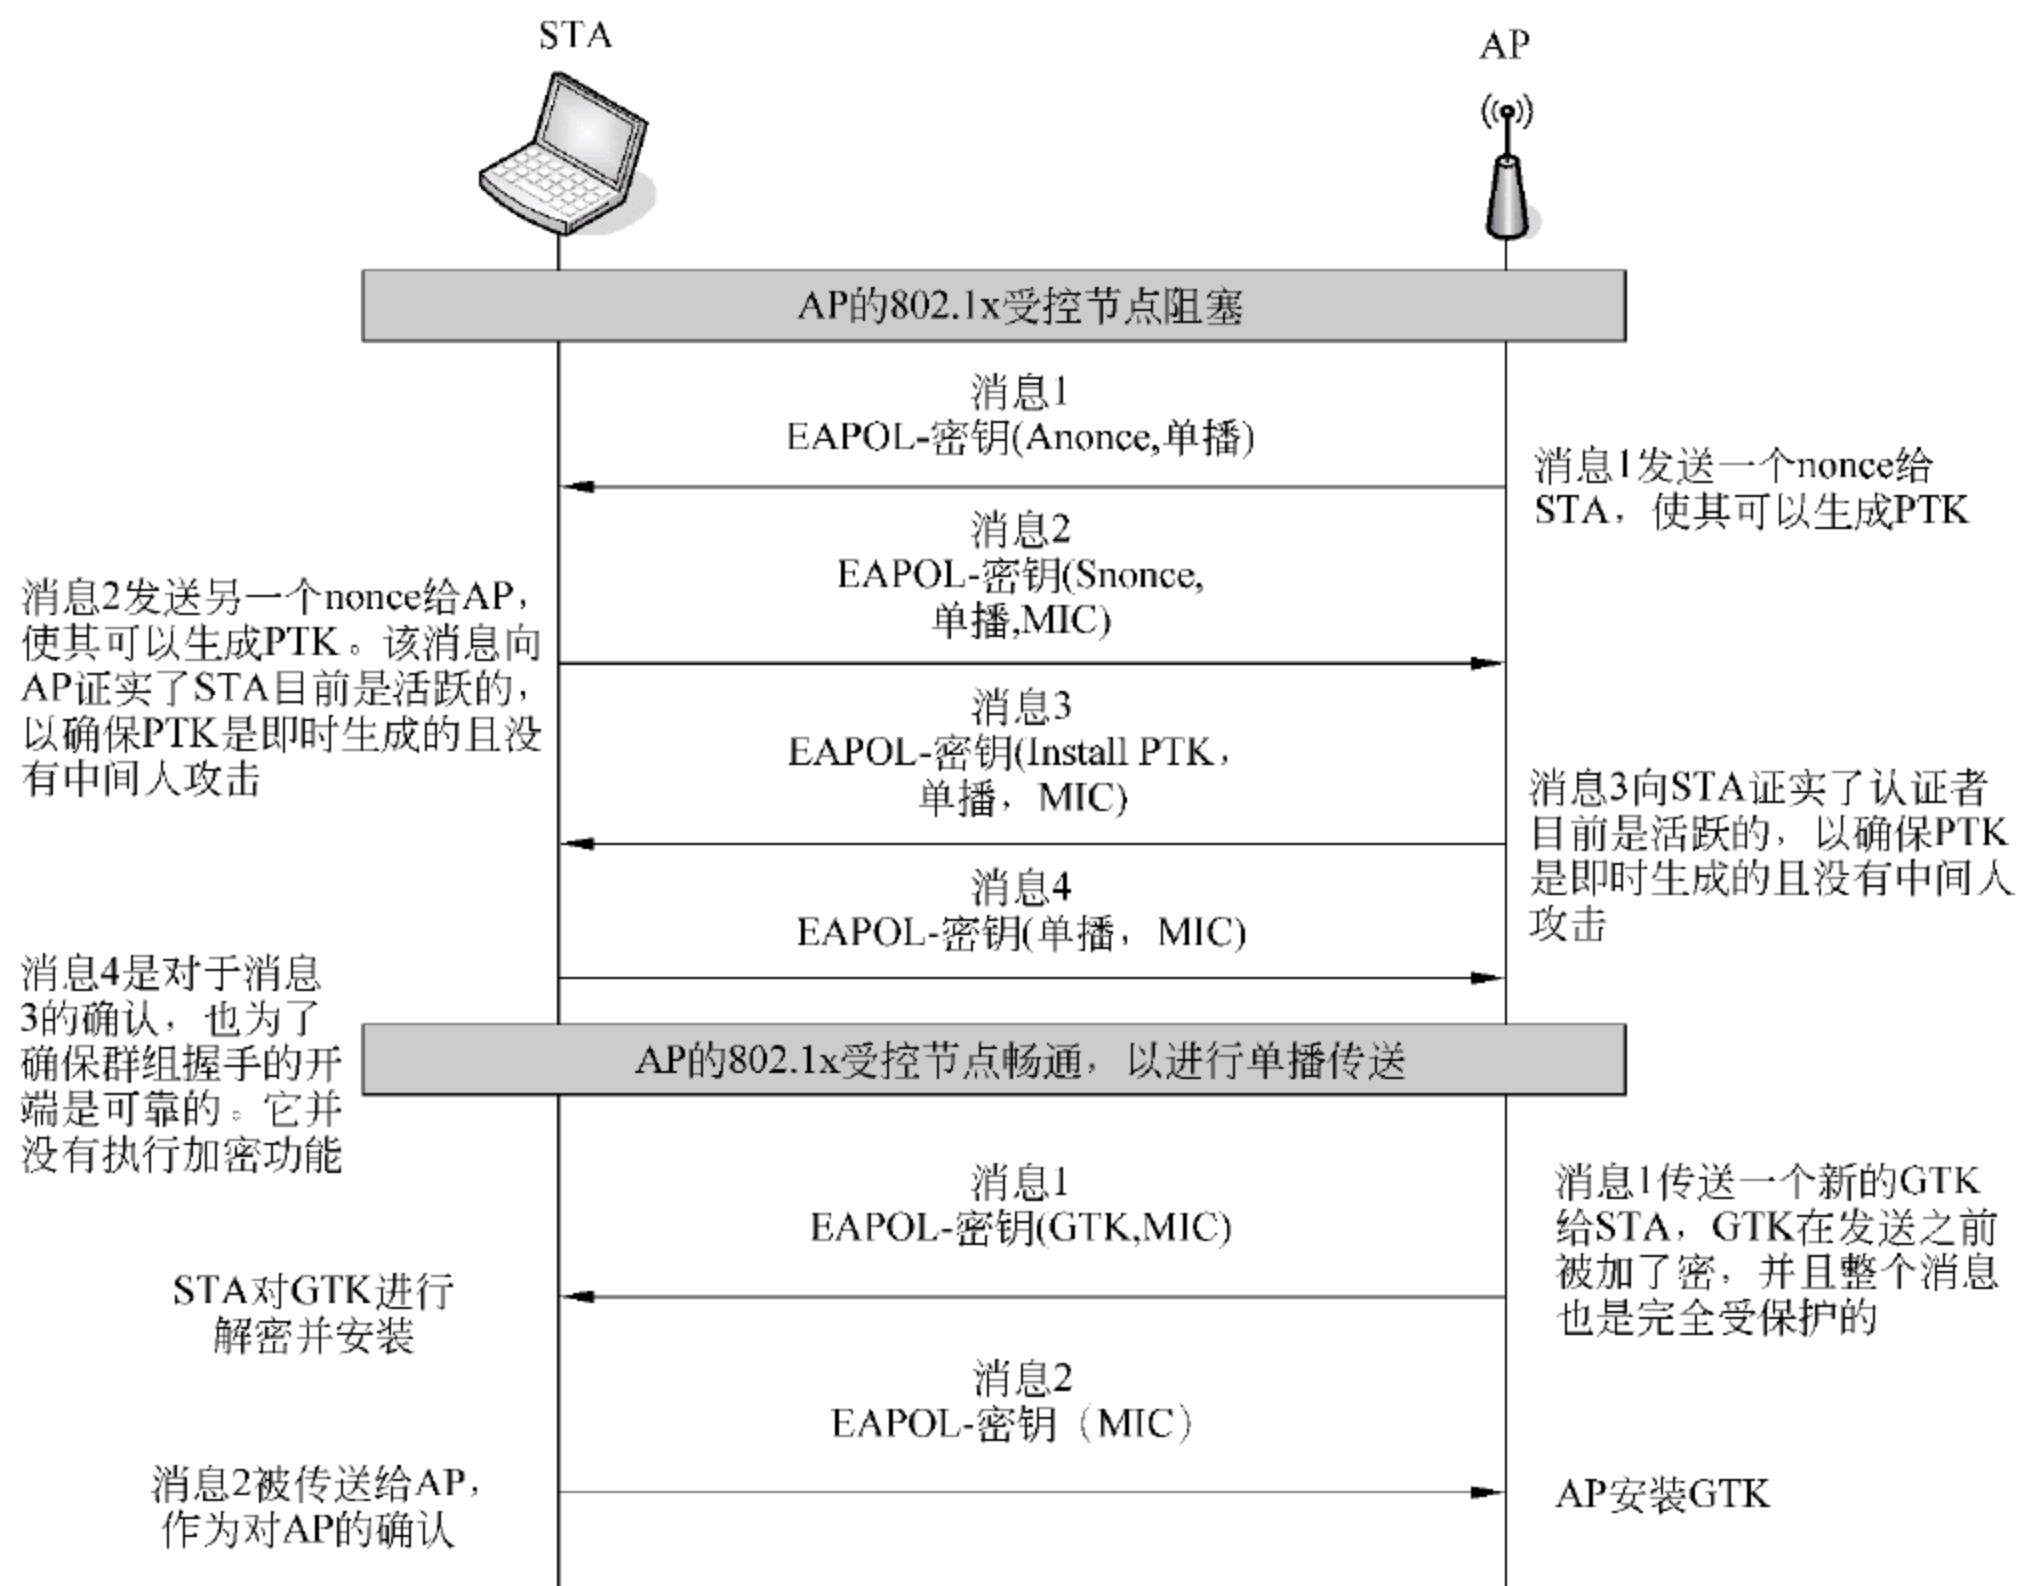 STA
AP
AP的802.1x受控节点阻塞
消息1
EAPOL-密钥(Anonce,单播)
消息1发送一个nonce给
STA，使其可以生成PTK
消息2
EAPOL-密钥(Snonce,
单播,MIC)
消息2发送另一个nonce给AP，
使其可以生成PTK。该消息向
AP证实了STA目前是活跃的，
以确保PTK是即时生成的且没
有中间人攻击
消息3
EAPOL-密钥(Install PTK，
单播，MIC)
消息3向STA证实了认证者
目前是活跃的，以确保PTK
是即时生成的且没有中间人
攻击
消息4
EAPOL-密钥(单播，MIC)
消息4是对于消息
3的确认，也为了
确保群组握手的开
端是可靠的。它并
没有执行加密功能
AP的802.1x受控节点畅通，以进行单播传送
消息1
EAPOL-密钥(GTK,MIC)
消息1传送一个新的GTK
给STA，GTK在发送之前
被加了密，并且整个消息
也是完全受保护的
STA对GTK进行
解密并安装
消息2
EAPOL-密钥（MIC）
消息2被传送给AP，
作为对AP的确认
AP安装GTK